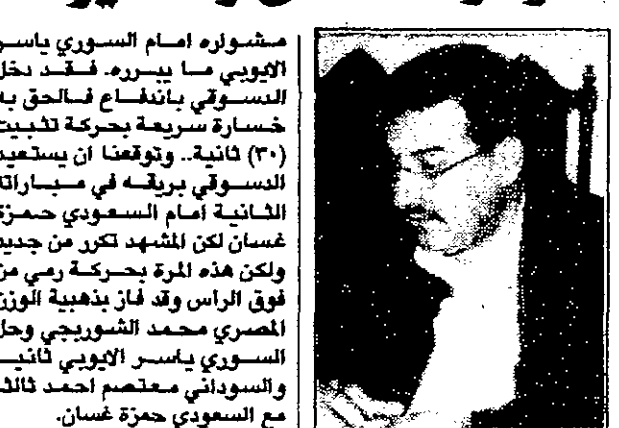 مشواره امام السوري ياسر
الايوبي ما يبرره. فقد دخل
الدسوقي باندفاع فالحق به
خسارة سريعة بحركة تثبيت
(٣٠) ثانية.. وتوقعنا ان يستعيد
الدسوقي بريقه في مباراته
الثانية امام السعودي حمزة
غسان لكن المشهد تكرر من جديد
ولكن هذه المرة بحركة رمي من
فوق الراس وقد فاز بذهبية الوزن
المصري محمد الشوربجي وحل
السوري ياسر الايوبي ثانيا
والسوداني معتصم احمد ثالثا
مع السعودي حمزة غسان.